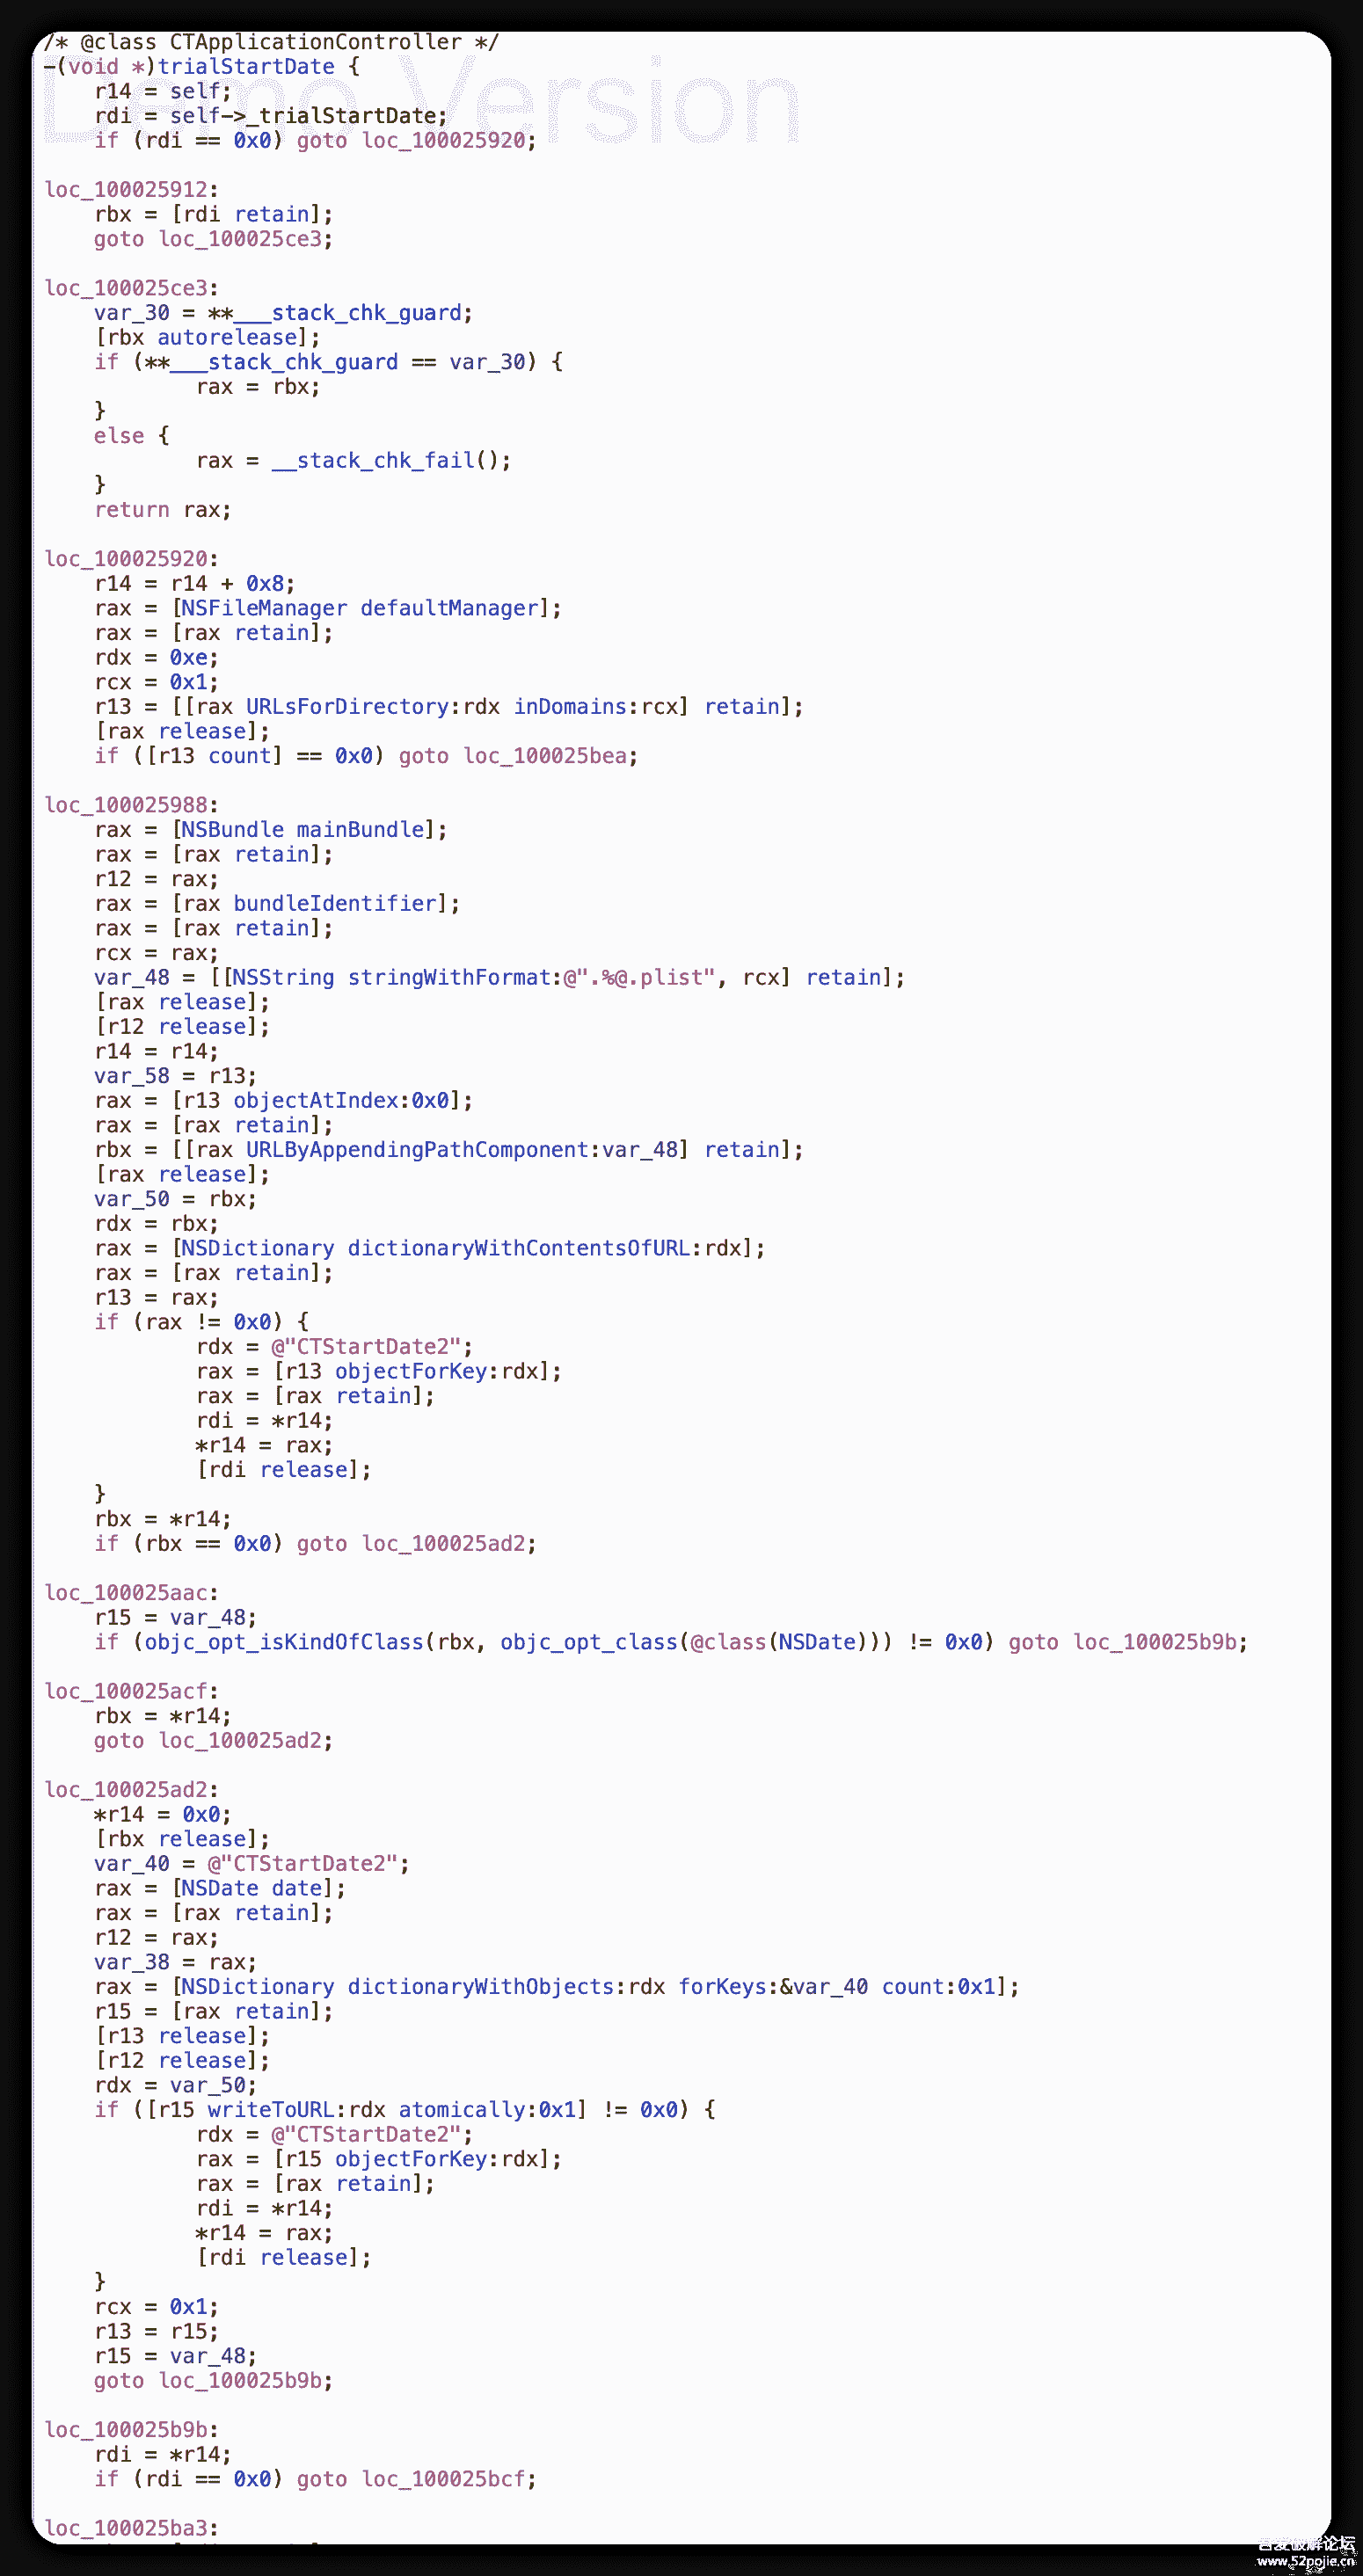 Demo Version
/* @class CTApplicationController */
-(void *)trialStartDate {
    r14 = self;
    rdi = self->_trialStartDate;
    if (rdi == 0x0) goto loc_100025920;

loc_100025912:
    rbx = [rdi retain];
    goto loc_100025ce3;

loc_100025ce3:
    var_30 = **___stack_chk_guard;
    [rbx autorelease];
    if (**___stack_chk_guard == var_30) {
            rax = rbx;
    }
    else {
            rax = __stack_chk_fail();
    }
    return rax;

loc_100025920:
    r14 = r14 + 0x8;
    rax = [NSFileManager defaultManager];
    rax = [rax retain];
    rdx = 0xe;
    rcx = 0x1;
    r13 = [[rax URLsForDirectory:rdx inDomains:rcx] retain];
    [rax release];
    if ([r13 count] == 0x0) goto loc_100025bea;

loc_100025988:
    rax = [NSBundle mainBundle];
    rax = [rax retain];
    r12 = rax;
    rax = [rax bundleIdentifier];
    rax = [rax retain];
    rcx = rax;
    var_48 = [[NSString stringWithFormat:@".%@.plist", rcx] retain];
    [rax release];
    [r12 release];
    r14 = r14;
    var_58 = r13;
    rax = [r13 objectAtIndex:0x0];
    rax = [rax retain];
    rbx = [[rax URLByAppendingPathComponent:var_48] retain];
    [rax release];
    var_50 = rbx;
    rdx = rbx;
    rax = [NSDictionary dictionaryWithContentsOfURL:rdx];
    rax = [rax retain];
    r13 = rax;
    if (rax != 0x0) {
            rdx = @"CTStartDate2";
            rax = [r13 objectForKey:rdx];
            rax = [rax retain];
            rdi = *r14;
            *r14 = rax;
            [rdi release];
    }
    rbx = *r14;
    if (rbx == 0x0) goto loc_100025ad2;

loc_100025aac:
    r15 = var_48;
    if (objc_opt_isKindOfClass(rbx, objc_opt_class(@class(NSDate))) != 0x0) goto loc_100025b9b;

loc_100025acf:
    rbx = *r14;
    goto loc_100025ad2;

loc_100025ad2:
    *r14 = 0x0;
    [rbx release];
    var_40 = @"CTStartDate2";
    rax = [NSDate date];
    rax = [rax retain];
    r12 = rax;
    var_38 = rax;
    rax = [NSDictionary dictionaryWithObjects:rdx forKeys:&var_40 count:0x1];
    r15 = [rax retain];
    [r13 release];
    [r12 release];
    rdx = var_50;
    if ([r15 writeToURL:rdx atomically:0x1] != 0x0) {
            rdx = @"CTStartDate2";
            rax = [r15 objectForKey:rdx];
            rax = [rax retain];
            rdi = *r14;
            *r14 = rax;
            [rdi release];
    }
    rcx = 0x1;
    r13 = r15;
    r15 = var_48;
    goto loc_100025b9b;

loc_100025b9b:
    rdi = *r14;
    if (rdi == 0x0) goto loc_100025bcf;

loc_100025ba3:
吾爱破解论坛
www.52pojie.cn